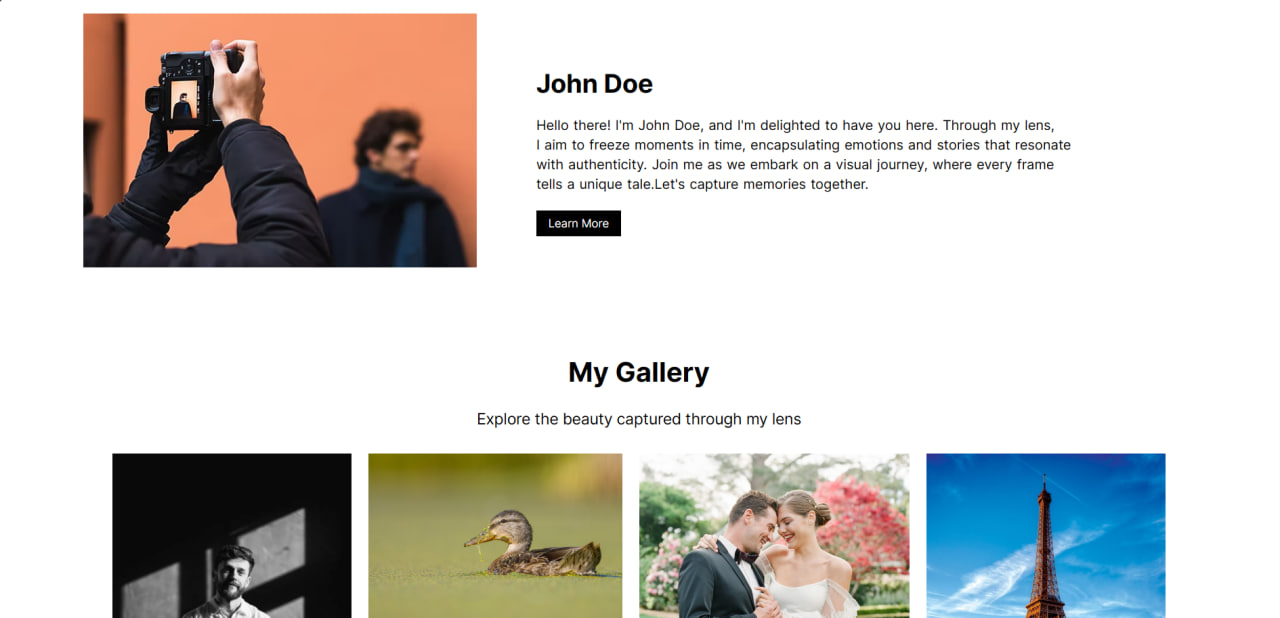 John Doe
Hello there! I'm John Doe, and I'm delighted to have you here. Through my lens,
I aim to freeze moments in time, encapsulating emotions and stories that resonate
with authenticity. Join me as we embark on a visual journey, where every frame
tells a unique tale.Let's capture memories together.
Learn More
My Gallery
Explore the beauty captured through my lens